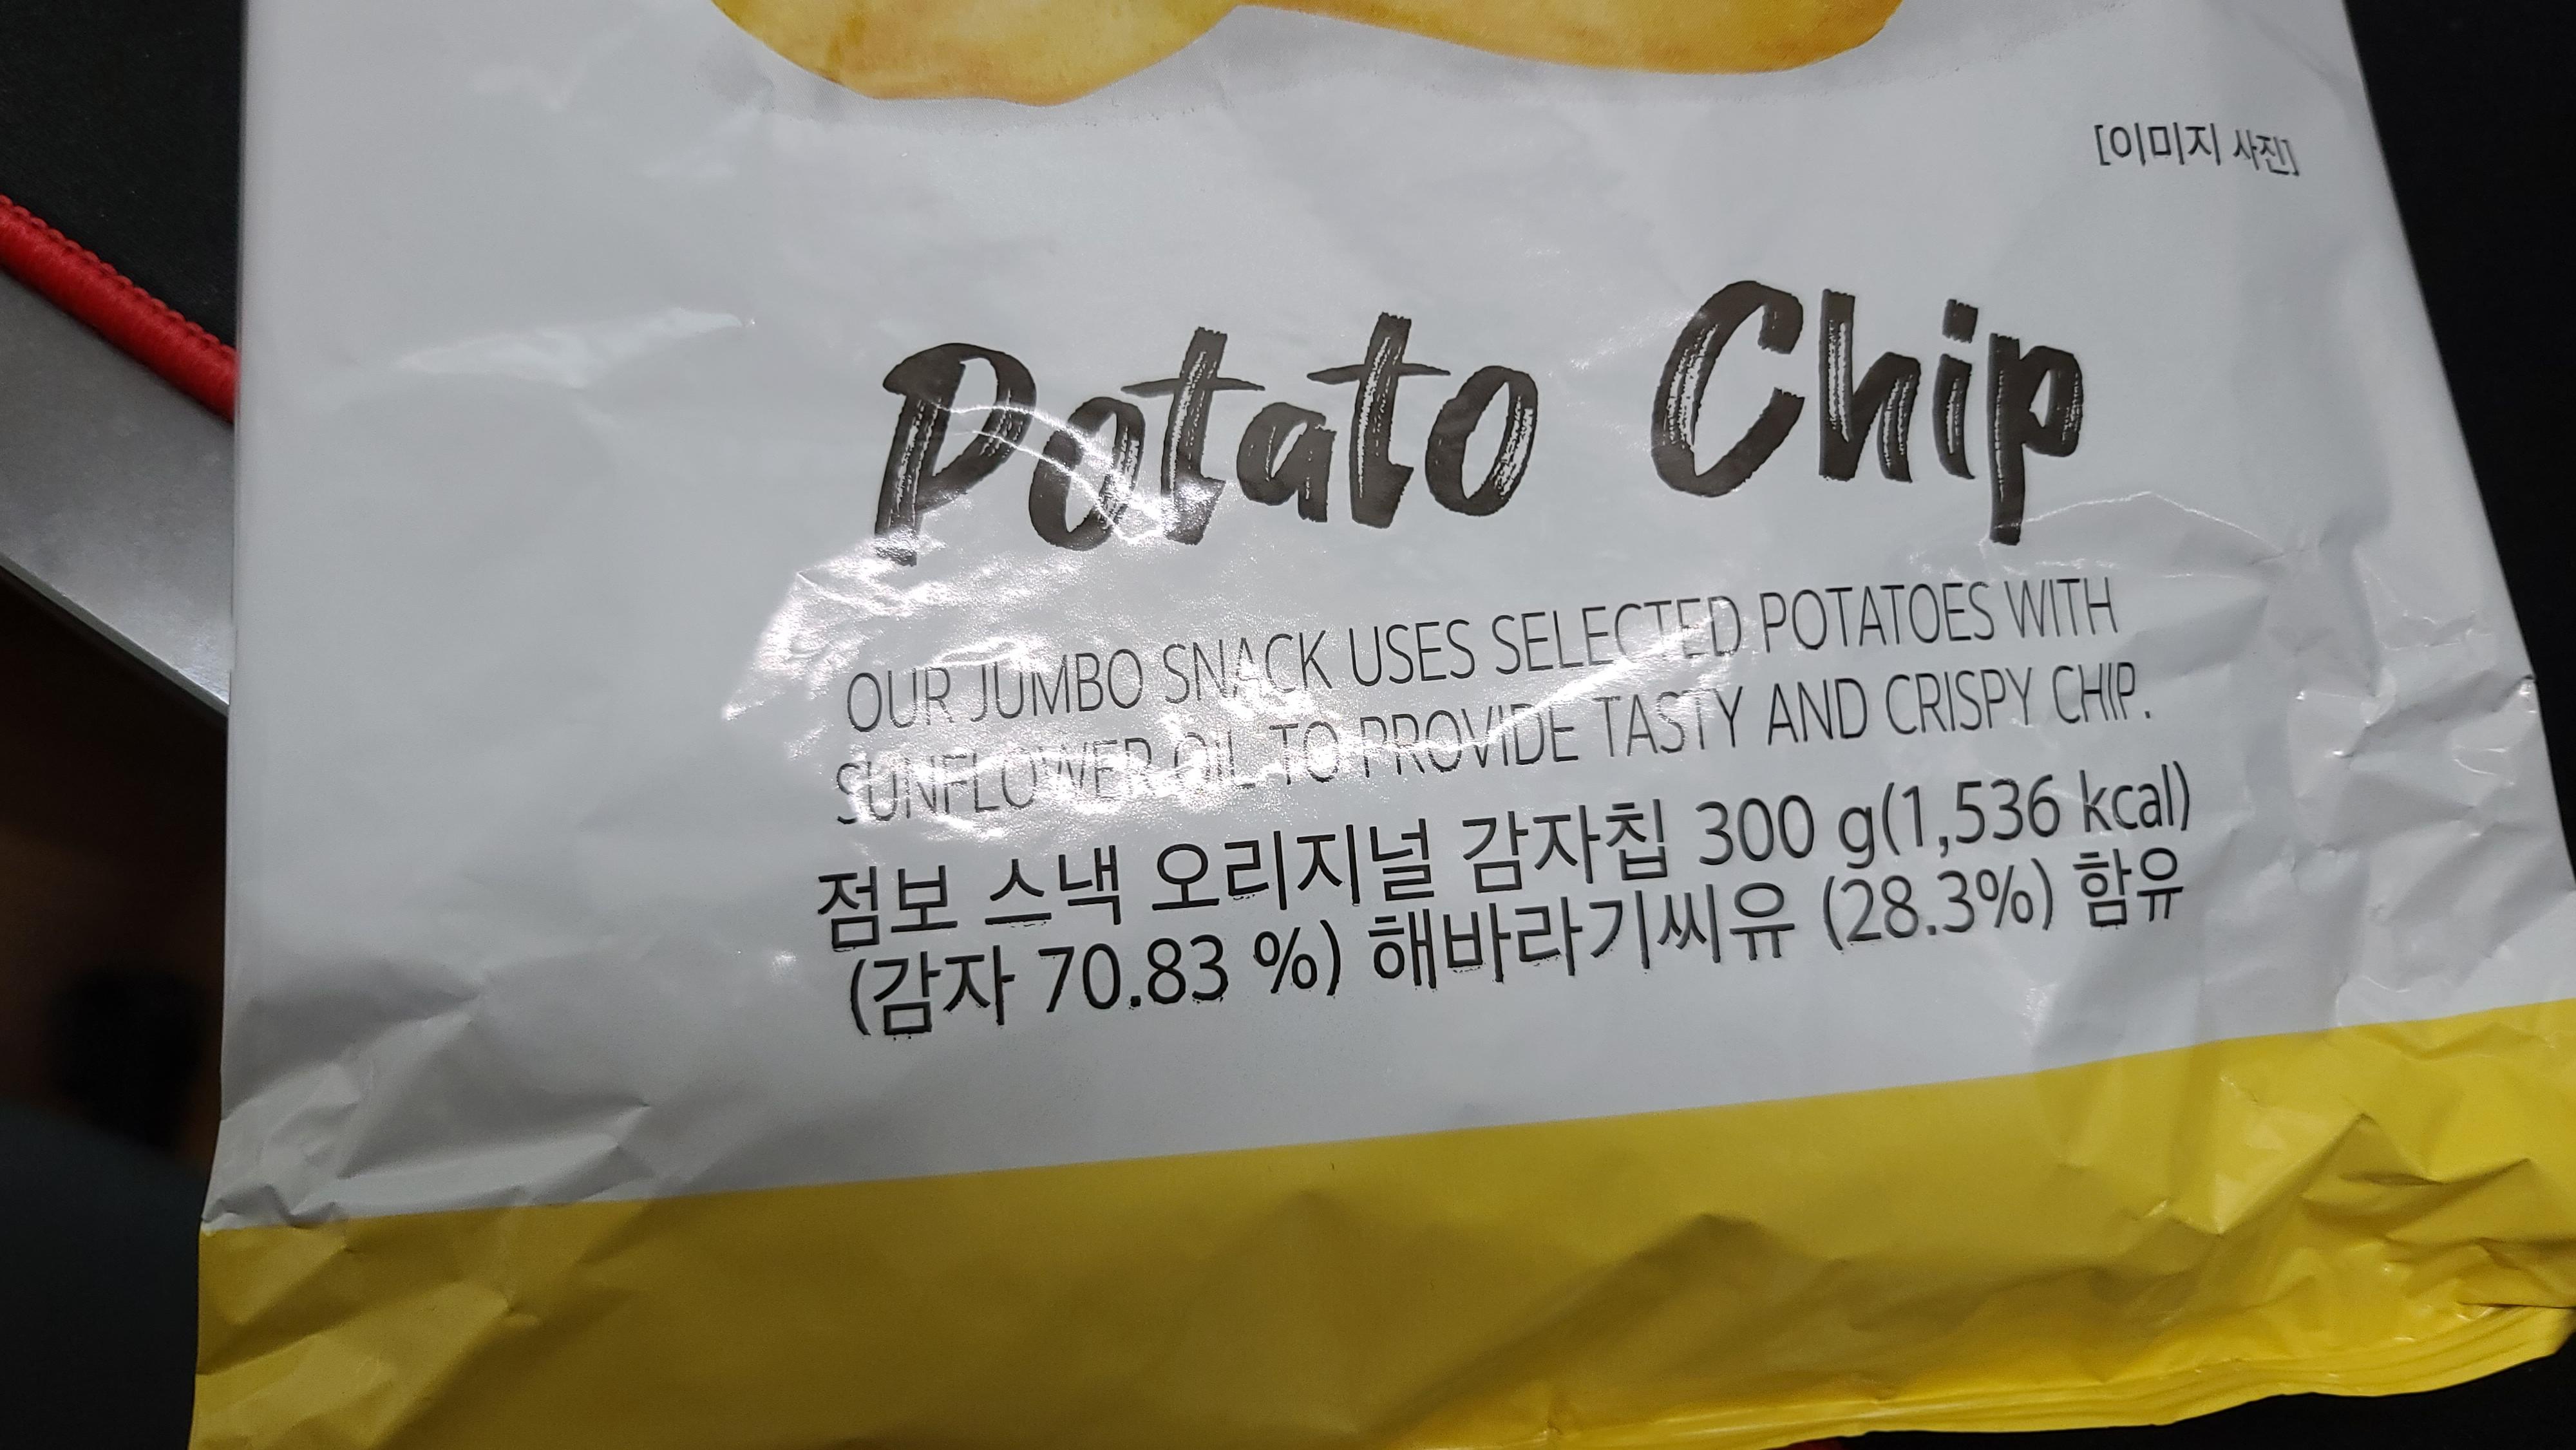 [이미지 사진]
Potato Chip
OUR JUMBO SNACK USES SELECTED POTATOES WITH
SUNFLOWER OIL TO PROVIDE TASTY AND CRISPY CHIP.
점보 스낵 오리지널 감자칩 300 g(1,536 kcal)
(감자 70.83 %) 해바라기씨유 (28.3%) 함유